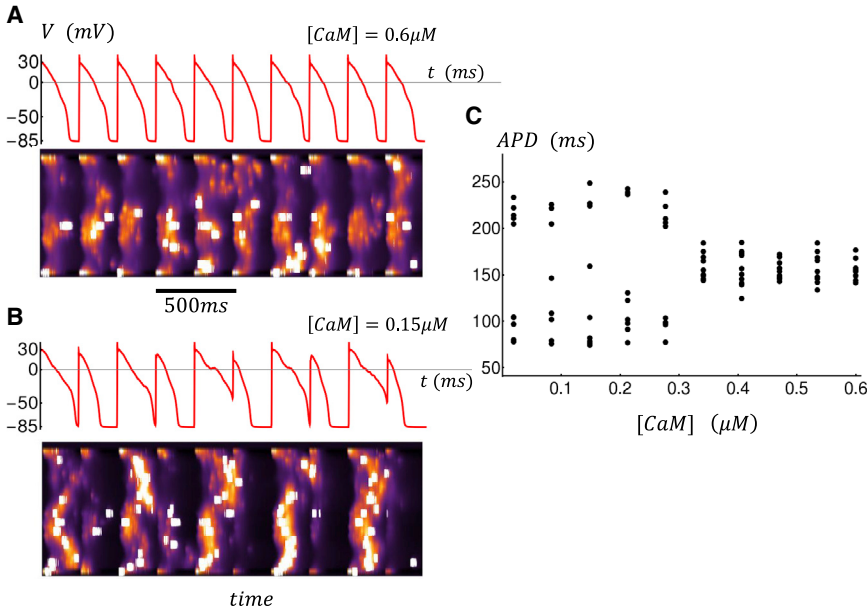 A
V (mV)
[CaM] = 0.6μM
30
0
−50
−85
t (ms)
500ms
B
[CaM] = 0.15μM
30
0
−50
−85
t (ms)
time
C
APD (ms)
250
200
150
100
50
0.1 0.2 0.3 0.4 0.5 0.6
[CaM] (μM)